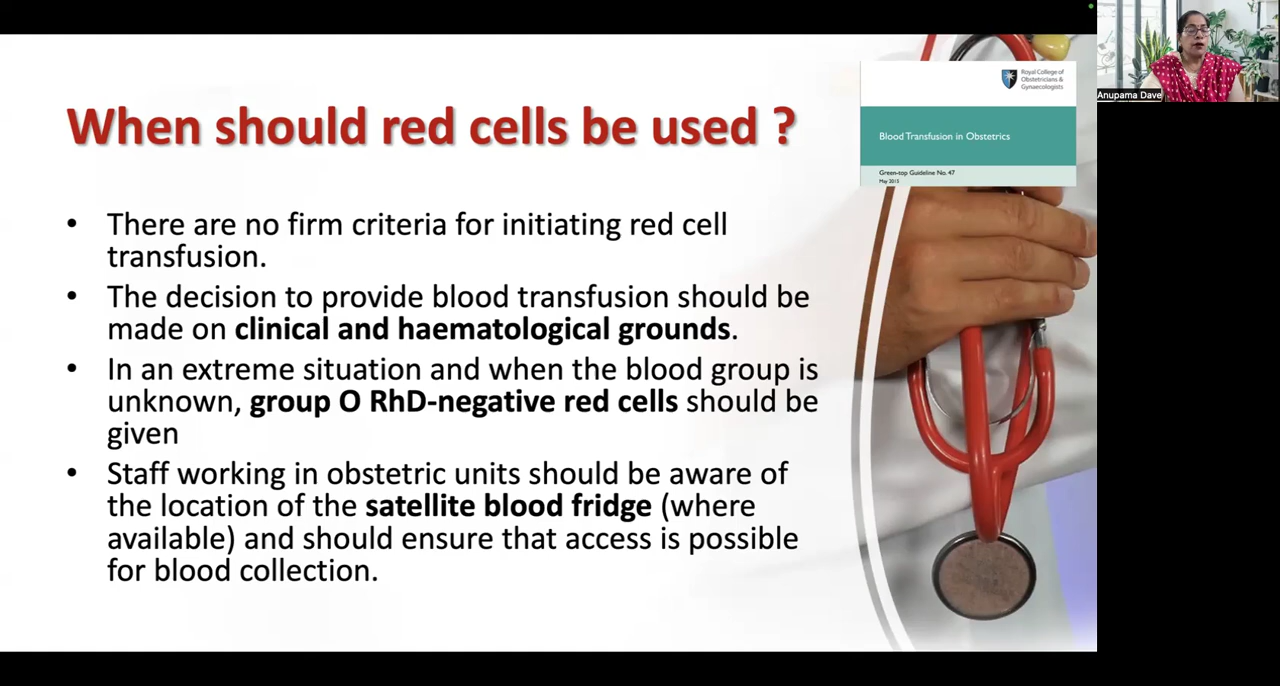 When should red cells be used ?
Royal College of
Obstetricians &
Gynaecologists
Blood Transfusion in Obstetrics
Green-top Guideline No. 47
May 2015
Anupama Dave
• There are no firm criteria for initiating red cell
transfusion.
• The decision to provide blood transfusion should be
made on clinical and haematological grounds.
• In an extreme situation and when the blood group is
unknown, group O RhD-negative red cells should be
given
• Staff working in obstetric units should be aware of
the location of the satellite blood fridge (where
available) and should ensure that access is possible
for blood collection.